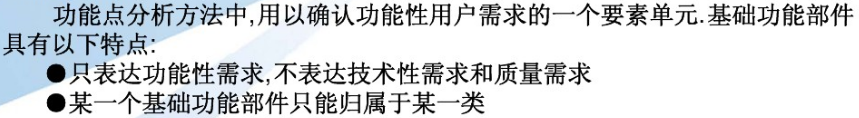 功能点分析方法中,用以确认功能性用户需求的一个要素单元.基础功能部件
具有以下特点:
●只表达功能性需求,不表达技术性需求和质量需求
●某一个基础功能部件只能归属于某一类